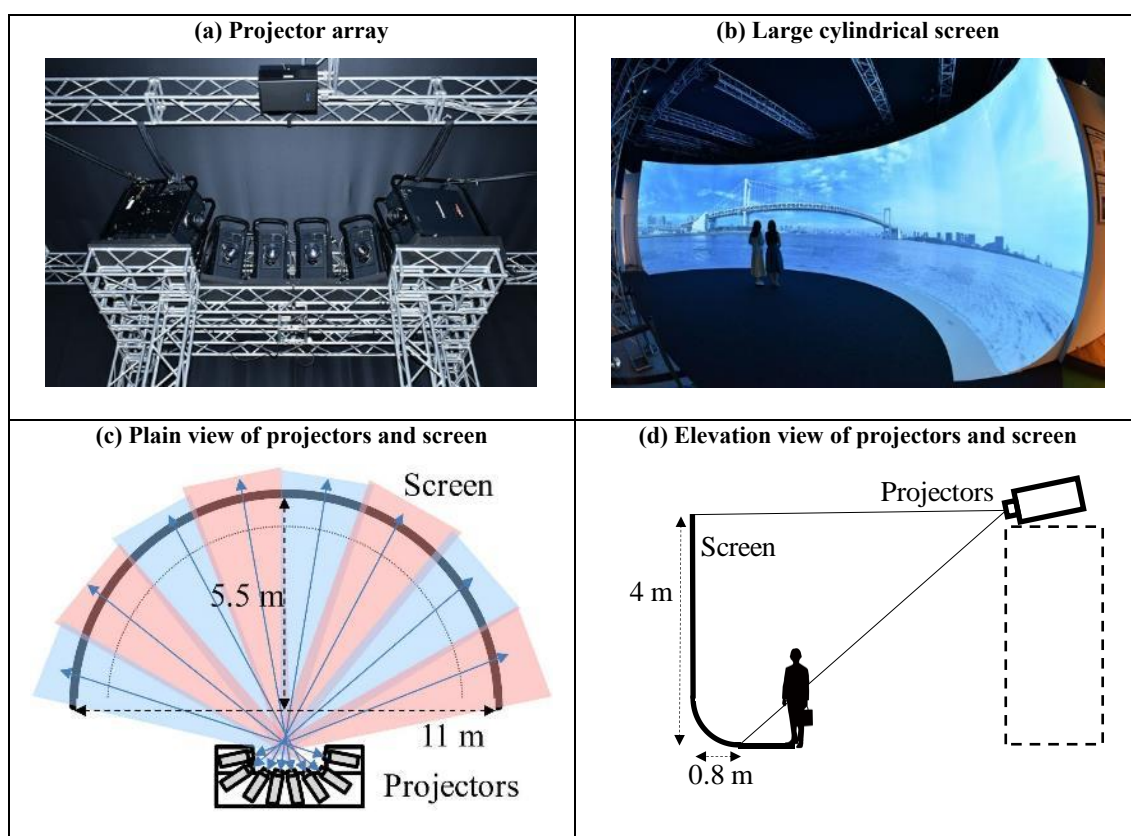 (a) Projector array
(b) Large cylindrical screen
(c) Plain view of projectors and screen
Screen
5.5 m
11 m
Projectors
(d) Elevation view of projectors and screen
Projectors
Screen
4 m
0.8 m